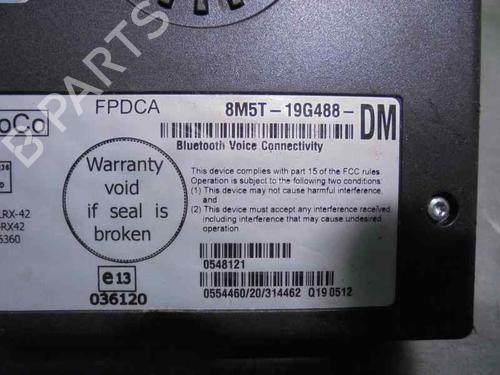 FPDCA
8M5T-19G488-
DM
oCo
Bluetooth Voice Connectivity
Warranty
void
if seal is
broken
This device complies with part 15 of the FCC rules.
Operation is subject to the following two conditions:
(1) This device may not cause harmful interference,
and
(2) This device must accept any interference received
including interference that may cause undesired
operation.
RX-42
RX42
6360
e13
036120
0548121
0554460/20/314462 Q19 0512